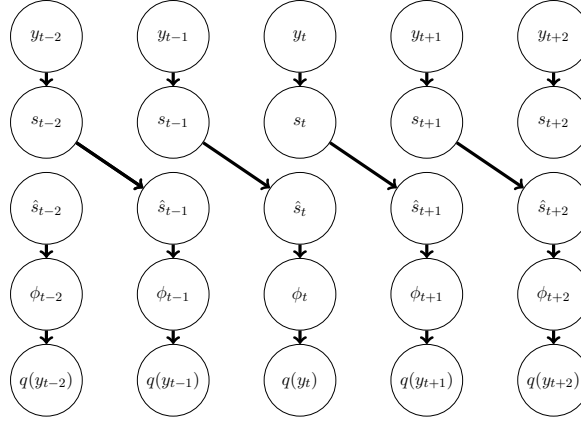 y_{t−2} y_{t−1} y_t y_{t+1} y_{t+2}
s_{t−2} s_{t−1} s_t s_{t+1} s_{t+2}
ŝ_{t−2} ŝ_{t−1} ŝ_t ŝ_{t+1} ŝ_{t+2}
ϕ_{t−2} ϕ_{t−1} ϕ_t ϕ_{t+1} ϕ_{t+2}
q(y_{t−2}) q(y_{t−1}) q(y_t) q(y_{t+1}) q(y_{t+2})